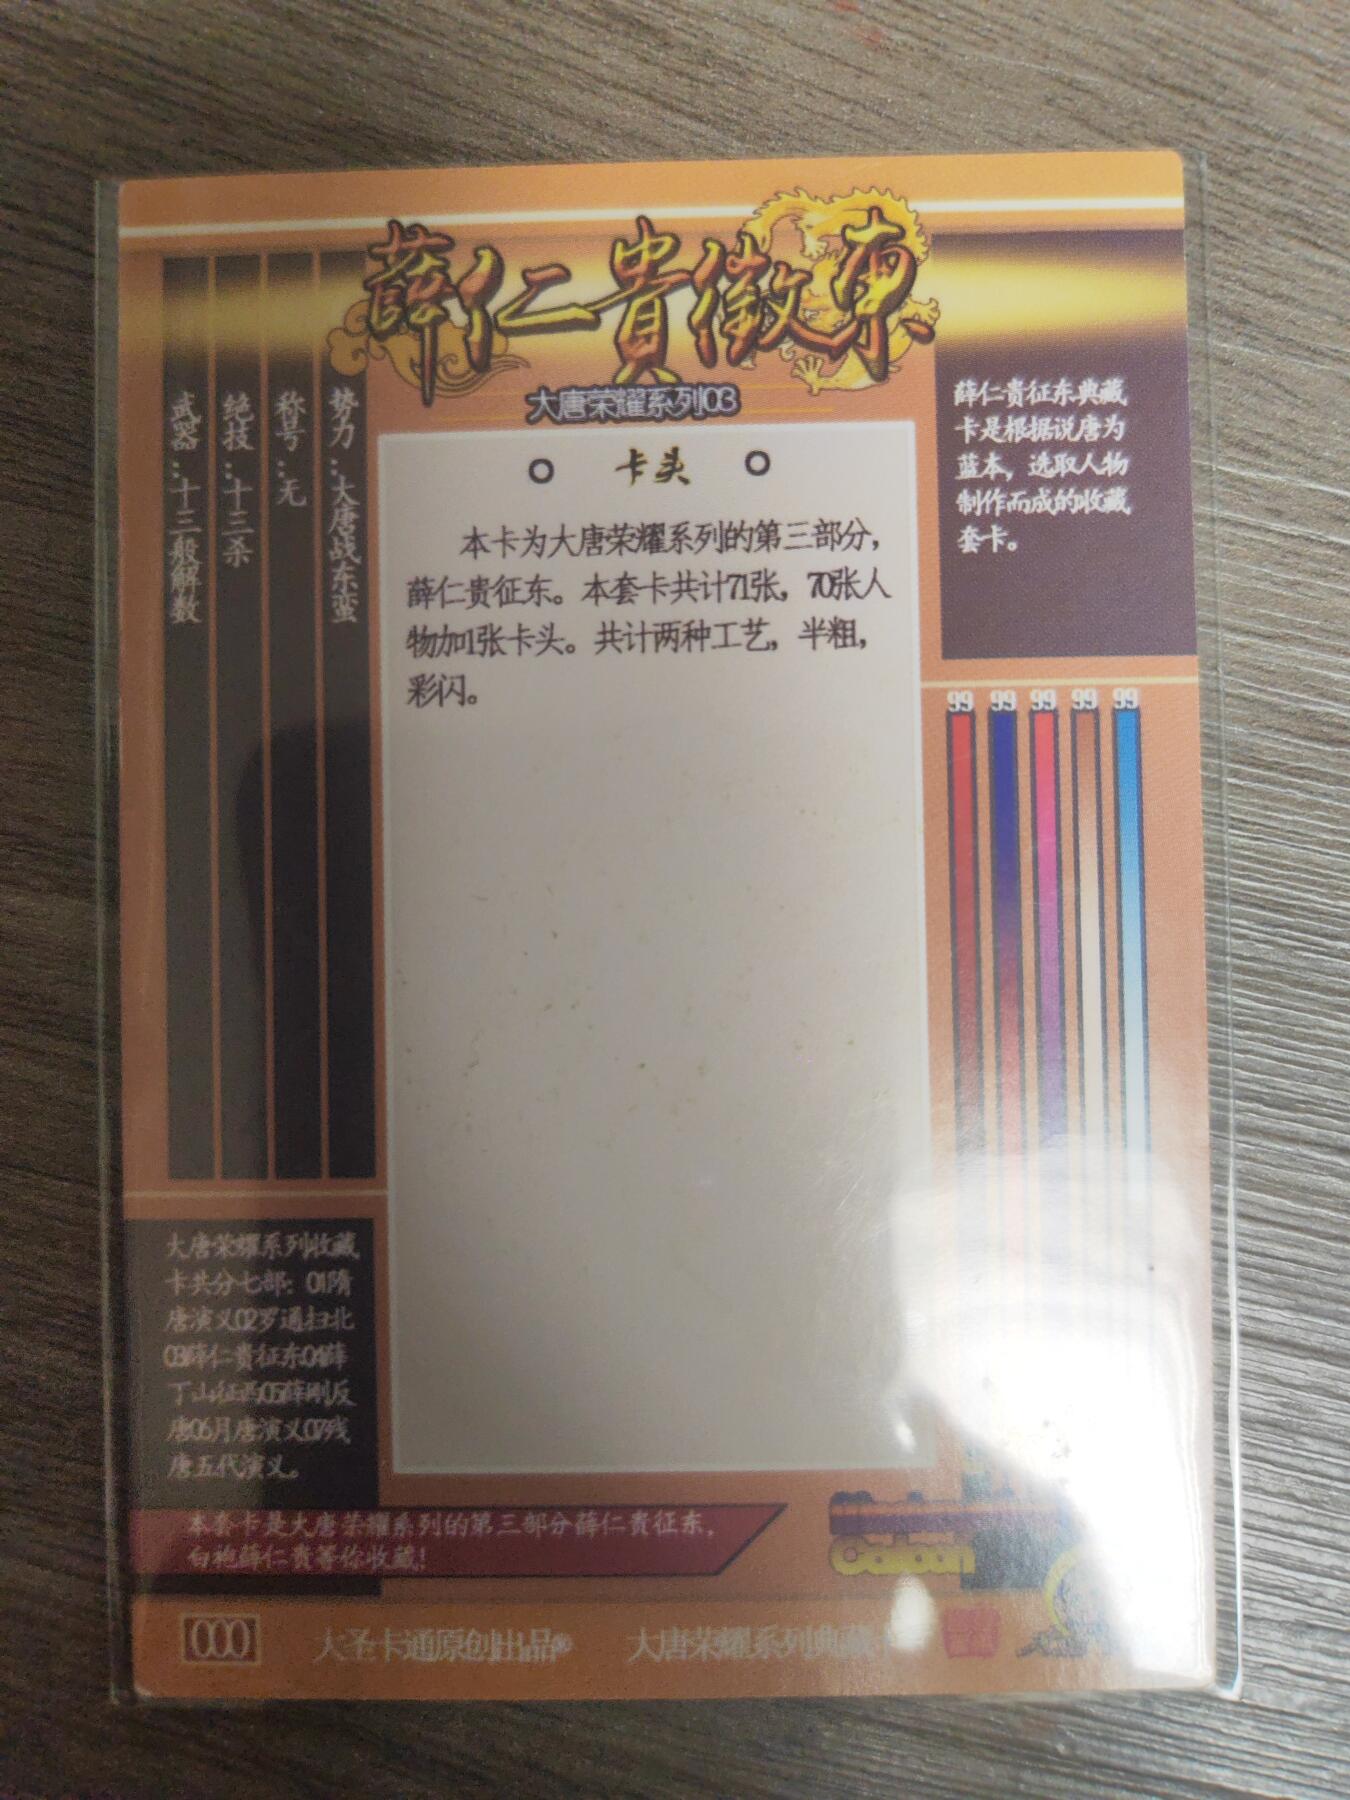 薛仁貴徵東
大唐荣耀系列03
势力：大唐战东蛮
称号：无
绝技：十三杀
武器：十三般解数
卡头
本卡为大唐荣耀系列的第三部分，
薛仁贵征东。本套卡共计71张，70张人
物加1张卡头。共计两种工艺，半粗，
彩闪。
薛仁贵征东典藏
卡是根据说唐为
蓝本，选取人物
制作而成的收藏
套卡。
99 99 99 99 99
大唐荣耀系列收藏
卡共分七部：01隋
唐演义02罗通扫北
03薛仁贵征东04薛
丁山征西05薛刚反
唐06月唐演义07残
唐五代演义。
本套卡是大唐荣耀系列的第三部分薛仁贵征东，
白袍薛仁贵等你收藏！
000
大圣卡通原创出品®
大唐荣耀系列典藏卡